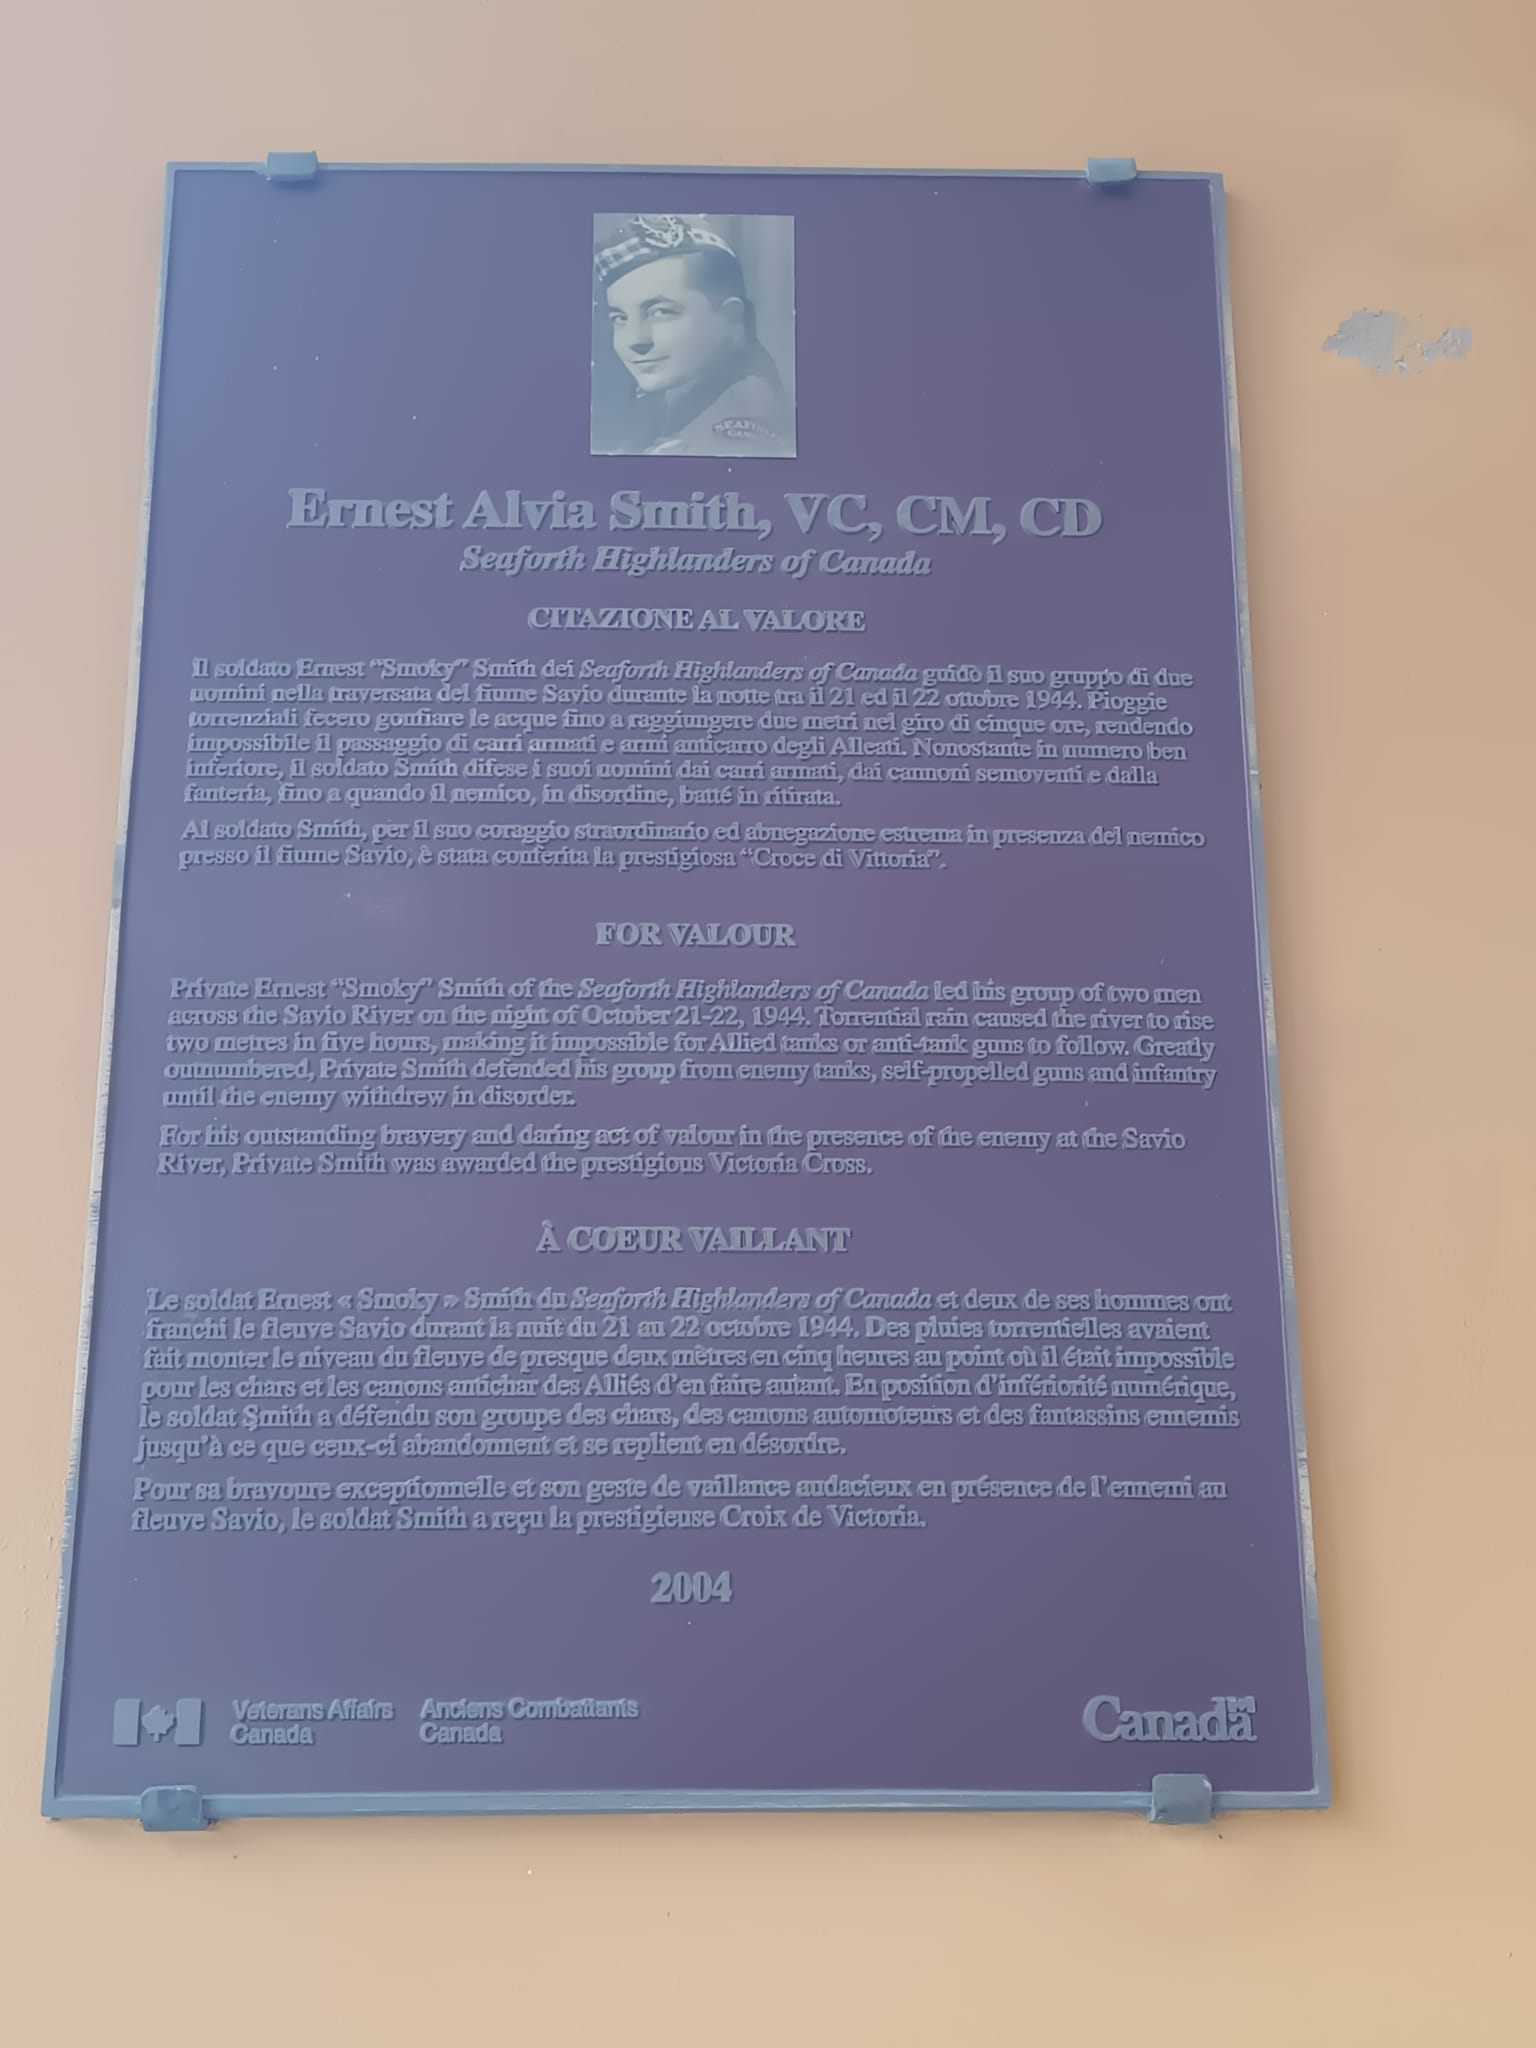 SEAFO
CAN
Ernest Alvia Smith, VC, CM, CD
Seaforth Highlanders of Canada
CITAZIONE AL VALORE
Il soldato Ernest “Smoky” Smith dei Seaforth Highlanders of Canada guidò il suo gruppo di due
uomini nella traversata del fiume Savio durante la notte tra il 21 ed il 22 ottobre 1944. Pioggie
torrenziali fecero gonfiare le acque fino a raggiungere due metri nel giro di cinque ore, rendendo
impossibile il passaggio di carri armati e armi anticarro degli Alleati. Nonostante in numero ben
inferiore, il soldato Smith difese i suoi uomini dai carri armati, dai cannoni semoventi e dalla
fanteria, fino a quando il nemico, in disordine, batté in ritirata.
Al soldato Smith, per il suo coraggio straordinario ed abnegazione estrema in presenza del nemico
presso il fiume Savio, è stata conferita la prestigiosa “Croce di Vittoria”.
FOR VALOUR
Private Ernest “Smoky” Smith of the Seaforth Highlanders of Canada led his group of two men
across the Savio River on the night of October 21-22, 1944. Torrential rain caused the river to rise
two metres in five hours, making it impossible for Allied tanks or anti-tank guns to follow. Greatly
outnumbered, Private Smith defended his group from enemy tanks, self-propelled guns and infantry
until the enemy withdrew in disorder.
For his outstanding bravery and daring act of valour in the presence of the enemy at the Savio
River, Private Smith was awarded the prestigious Victoria Cross.
À COEUR VAILLANT
Le soldat Ernest « Smoky » Smith du Seaforth Highlanders of Canada et deux de ses hommes ont
franchi le fleuve Savio durant la nuit du 21 au 22 octobre 1944. Des pluies torrentielles avaient
fait monter le niveau du fleuve de presque deux mètres en cinq heures au point où il était impossible
pour les chars et les canons antichar des Alliés d’en faire autant. En position d’infériorité numérique,
le soldat Smith a défendu son groupe des chars, des canons automoteurs et des fantassins ennemis
jusqu’à ce que ceux-ci abandonnent et se replient en désordre.
Pour sa bravoure exceptionnelle et son geste de vaillance audacieux en présence de l’ennemi au
fleuve Savio, le soldat Smith a reçu la prestigieuse Croix de Victoria.
2004
Veterans Affairs Anciens Combattants
Canada Canada
Canada